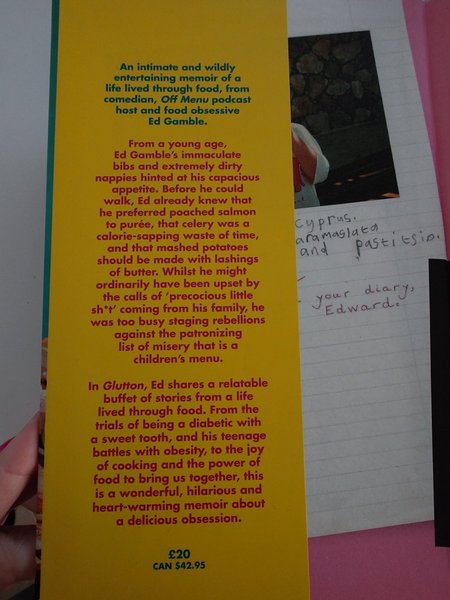 An intimate and wildly
entertaining memoir of a
life lived through food, from
comedian, Off Menu podcast
host and food obsessive
Ed Gamble.
From a young age,
Ed Gamble's immaculate
bibs and extremely dirty
nappies hinted at his capacious
appetite. Before he could
walk, Ed already knew that
he preferred poached salmon
to purée, that celery was a
calorie-sapping waste of time,
and that mashed potatoes
should be made with lashings
of butter. Whilst he might
ordinarily have been upset by
the calls of 'precocious little
sh*t' coming from his family, he
was too busy staging rebellions
against the patronizing
list of misery that is a
children's menu.
In Glutton, Ed shares a relatable
buffet of stories from a life
lived through food. From the
trials of being a diabetic with
a sweet tooth, and his teenage
battles with obesity, to the joy
of cooking and the power of
food to bring us together, this
is a wonderful, hilarious and
heart-warming memoir about
a delicious obsession.
£20
CAN $42.95
Cyprus.
aramaslata
and pastitsio.
your diary,
Edward.